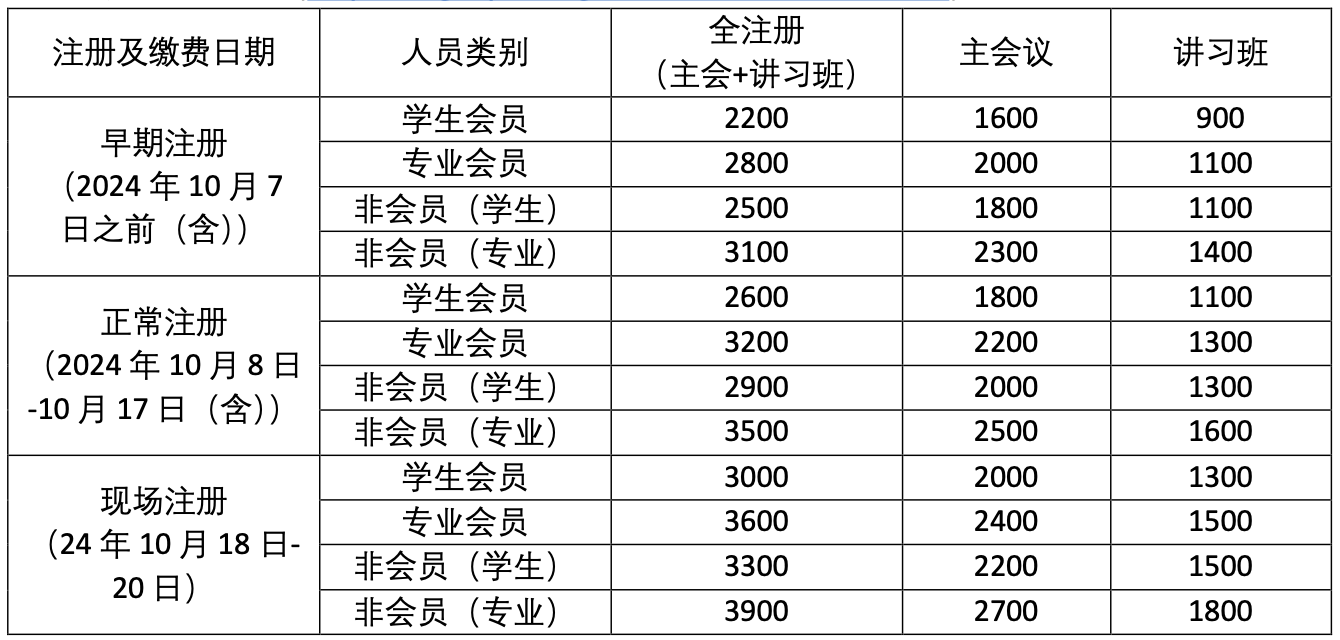 注册及缴费日期 人员类别 全注册 主会议 讲习班
（主会+讲习班）
早期注册
（2024 年 10 月 7
日之前（含））
学生会员 2200 1600 900
专业会员 2800 2000 1100
非会员（学生） 2500 1800 1100
非会员（专业） 3100 2300 1400
正常注册
（2024 年 10 月 8 日
-10 月 17 日（含））
学生会员 2600 1800 1100
专业会员 3200 2200 1300
非会员（学生） 2900 2000 1300
非会员（专业） 3500 2500 1600
现场注册
（24 年 10 月 18 日-
20 日）
学生会员 3000 2000 1300
专业会员 3600 2400 1500
非会员（学生） 3300 2200 1500
非会员（专业） 3900 2700 1800